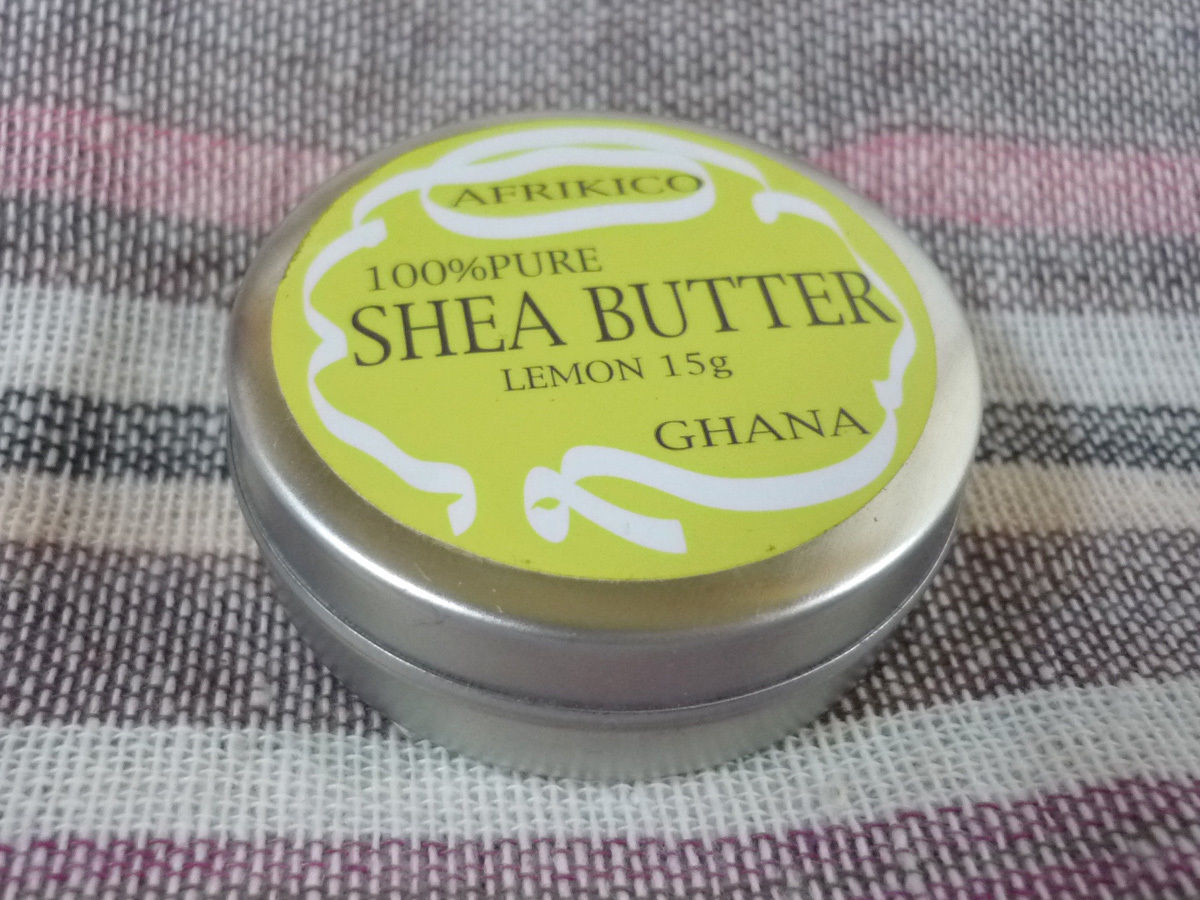 AFRIKICO
100%PURE
SHEA BUTTER
LEMON 15g
GHANA